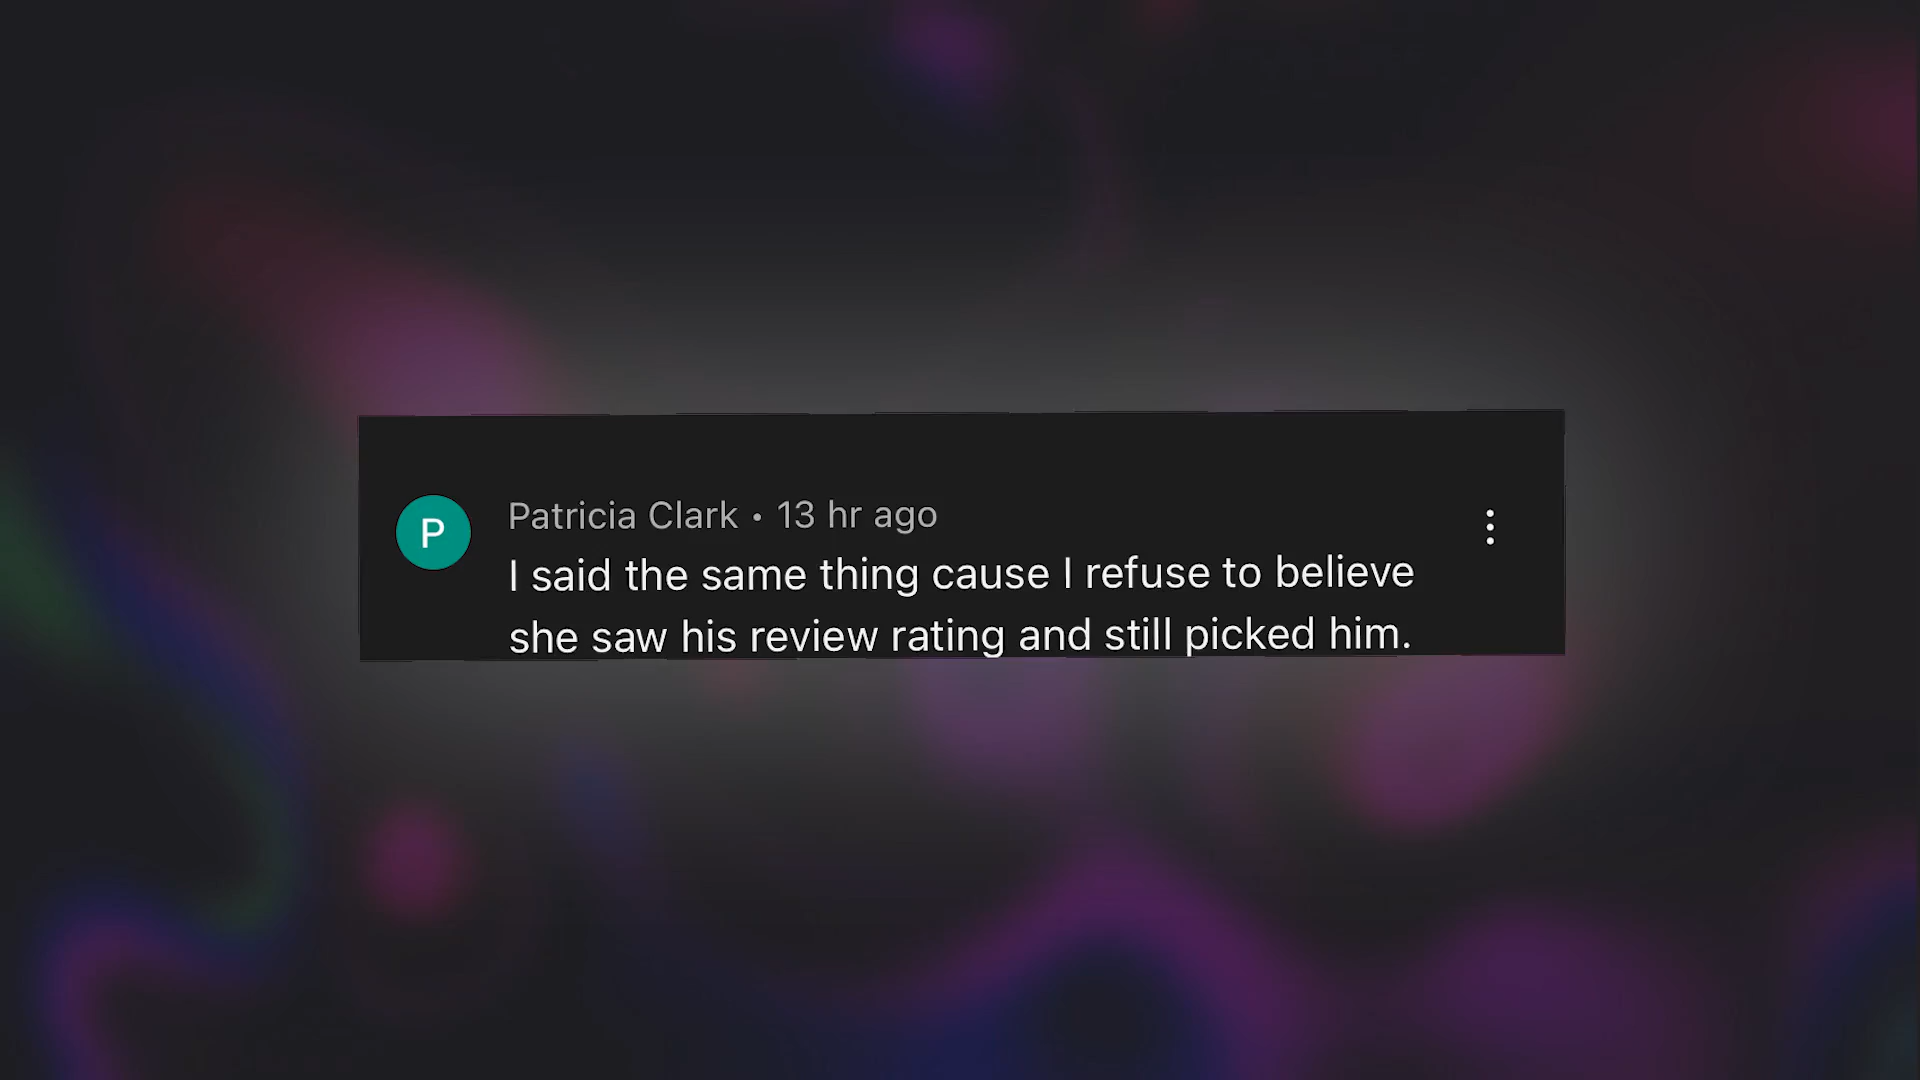 P
Patricia Clark • 13 hr ago
I said the same thing cause I refuse to believe
she saw his review rating and still picked him.